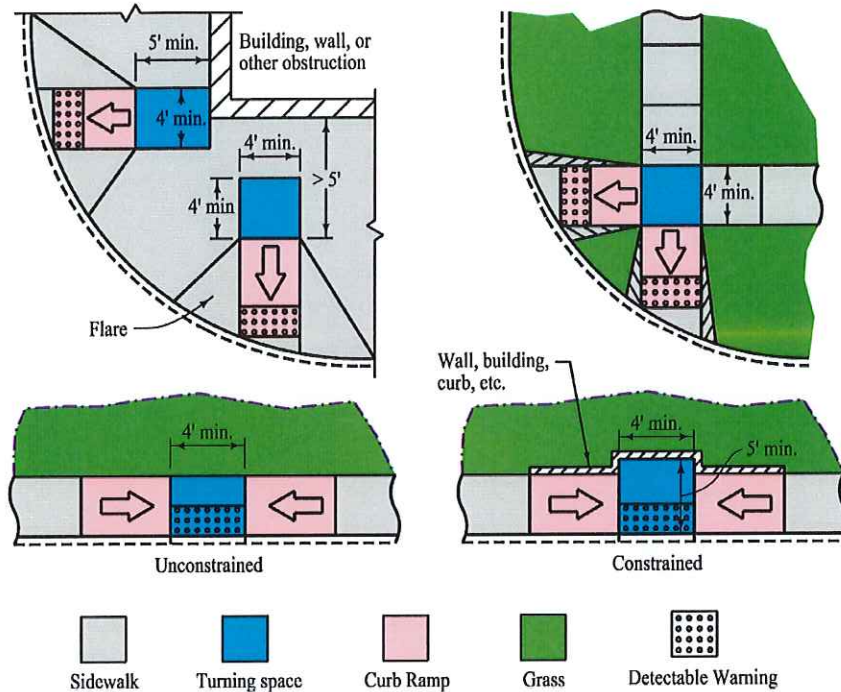 5' min.
Building, wall, or
other obstruction
4' min.
4' min.
4' min
> 5'
Flare
4' min.
4' min.
Wall, building,
curb, etc.
4' min.
4' min.
5' min.
Unconstrained
Constrained
Sidewalk
Turning space
Curb Ramp
Grass
Detectable Warning